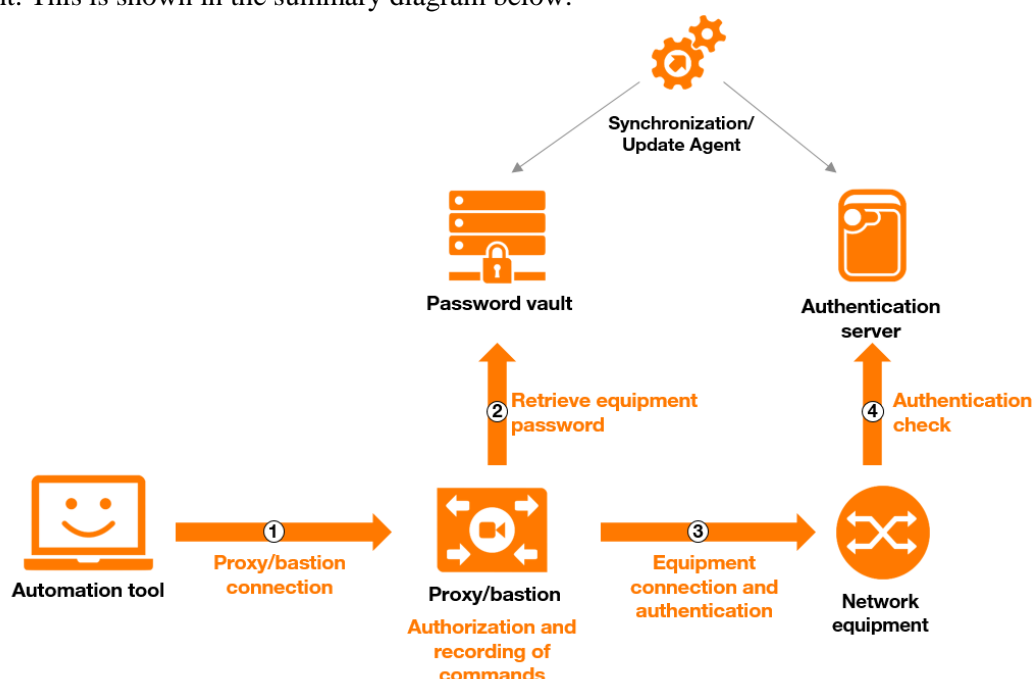 it. This is shown in the summary diagram below:
Synchronization/
Update Agent
Password vault
Authentication
server
2
Retrieve equipment
password
4
Authentication
check
1
Proxy/bastion
connection
3
Equipment
connection and
authentication
Automation tool
Proxy/bastion
Authorization and
recording of
commands
Network
equipment